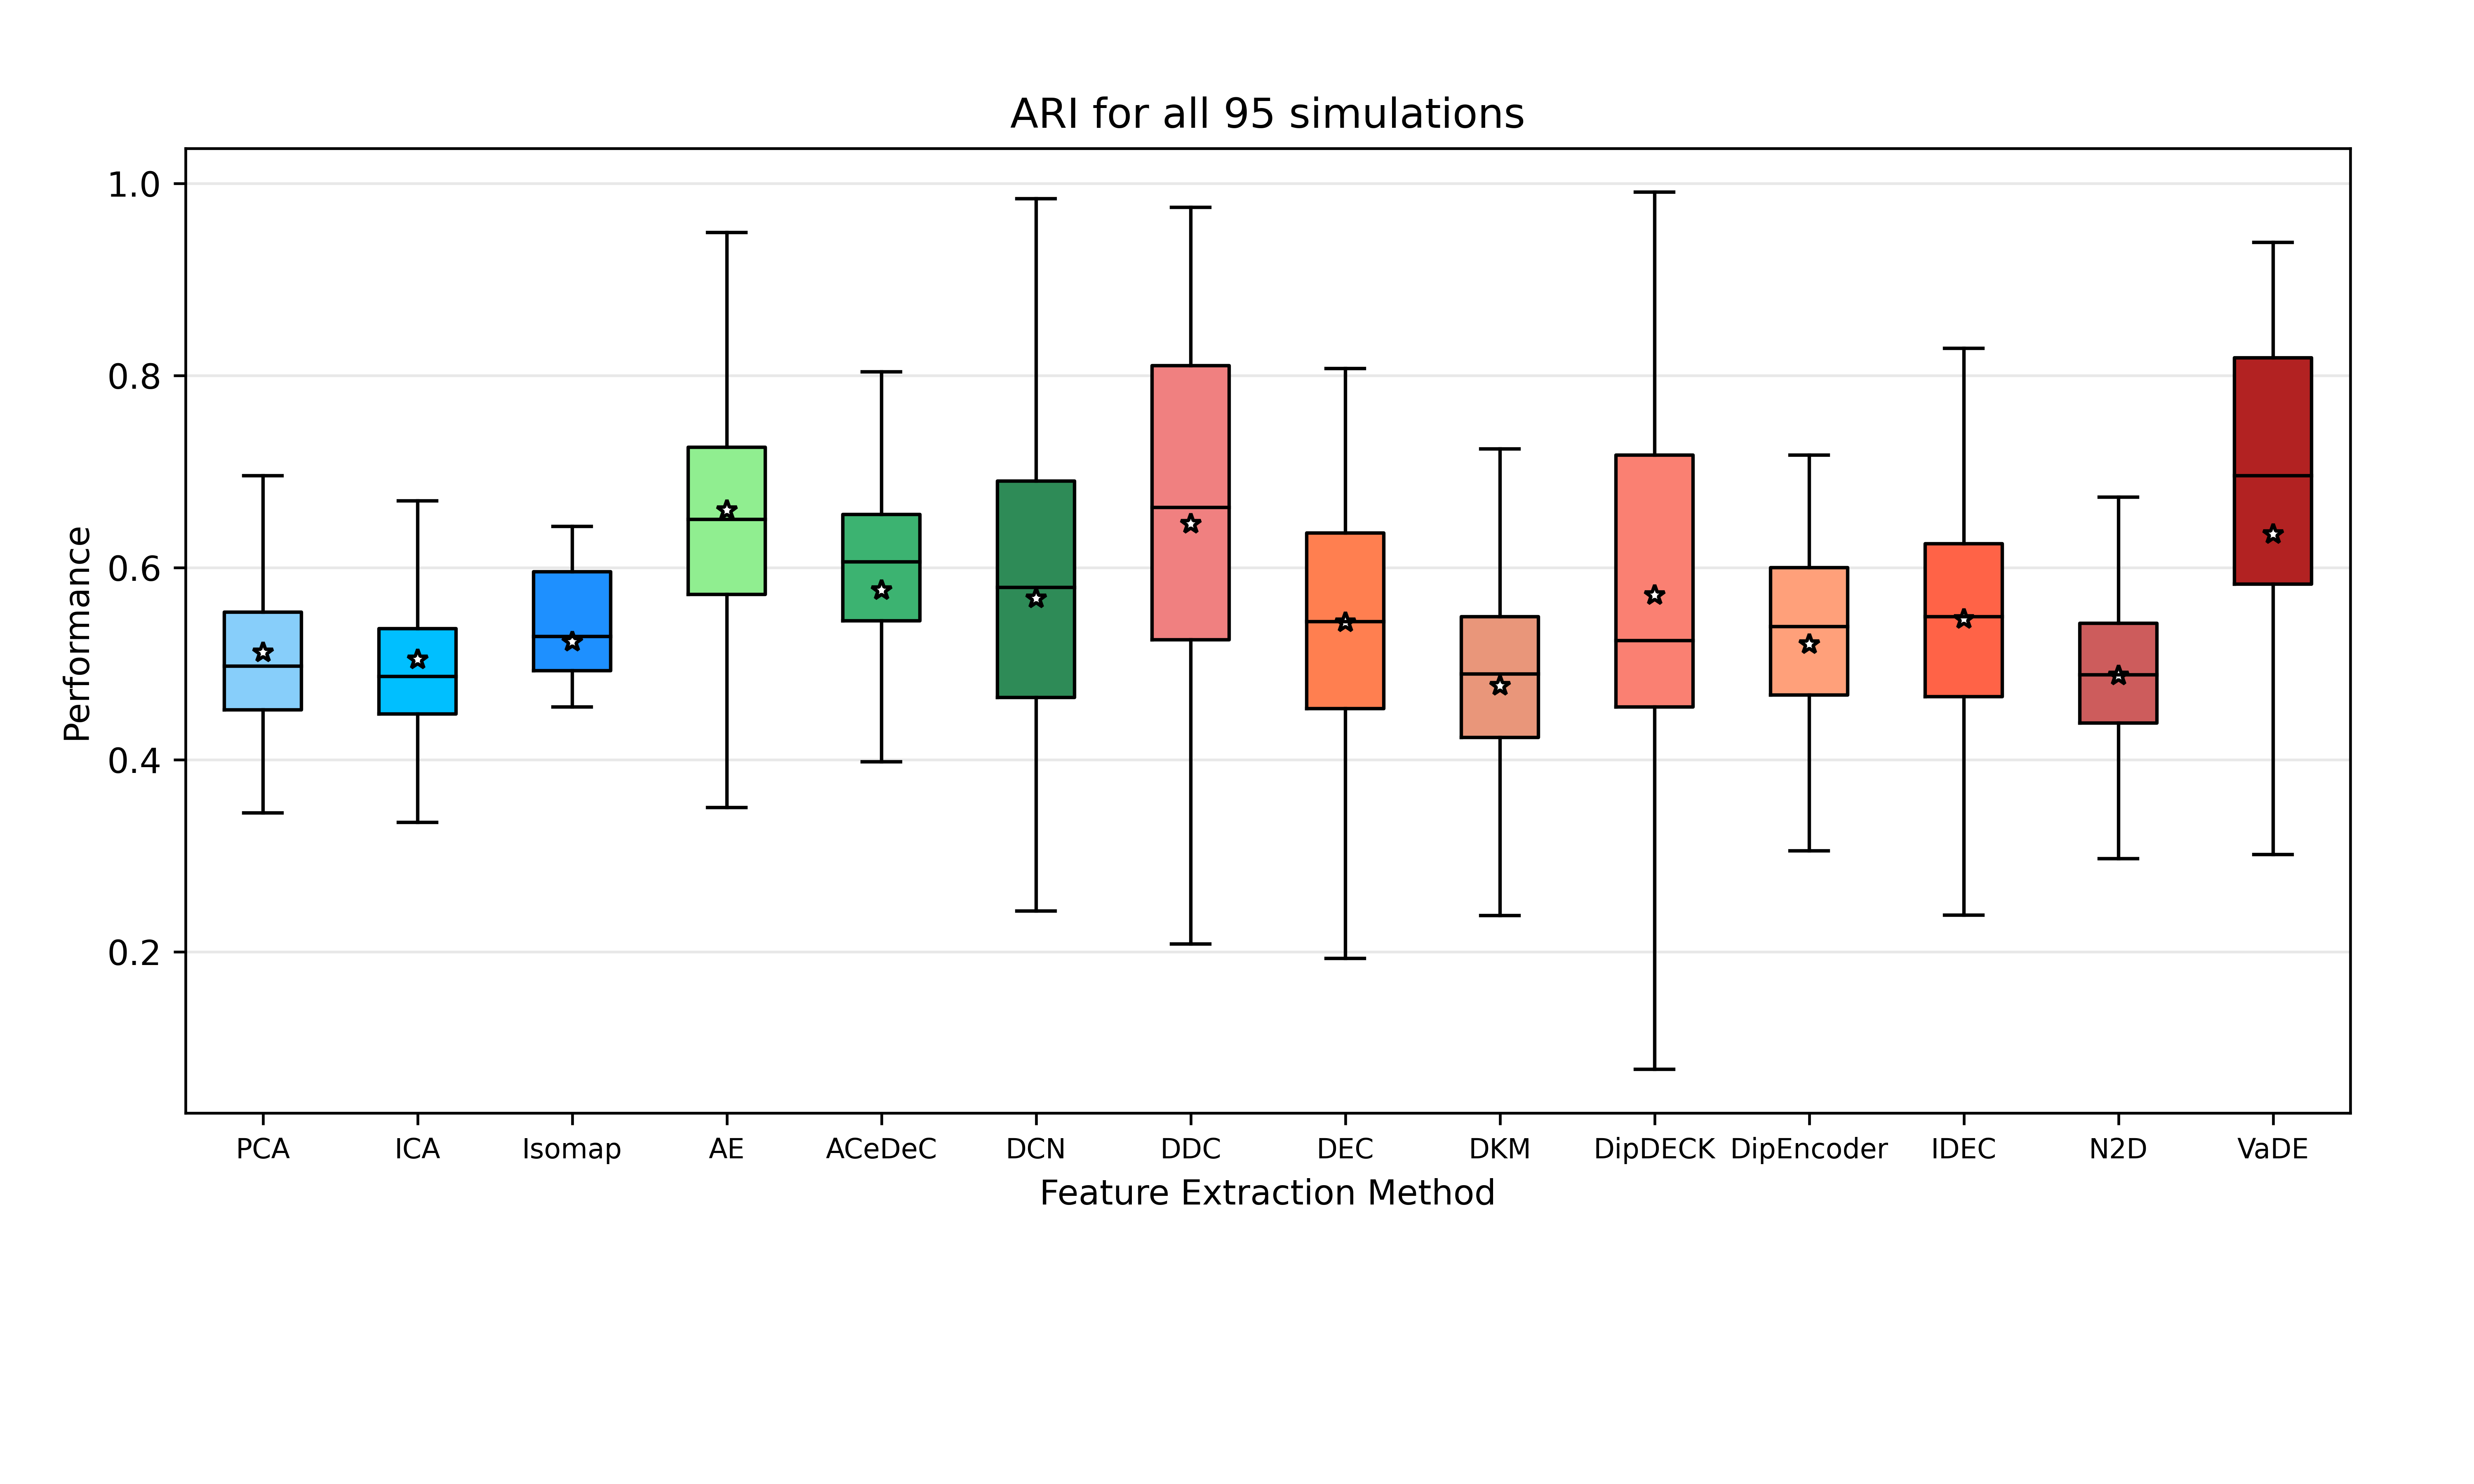 ARI for all 95 simulations
1.0
0.8
0.6
0.4
0.2
Performance
PCA ICA Isomap AE ACeDeC DCN DDC DEC DKM DipDECK DipEncoder IDEC N2D VaDE
Feature Extraction Method